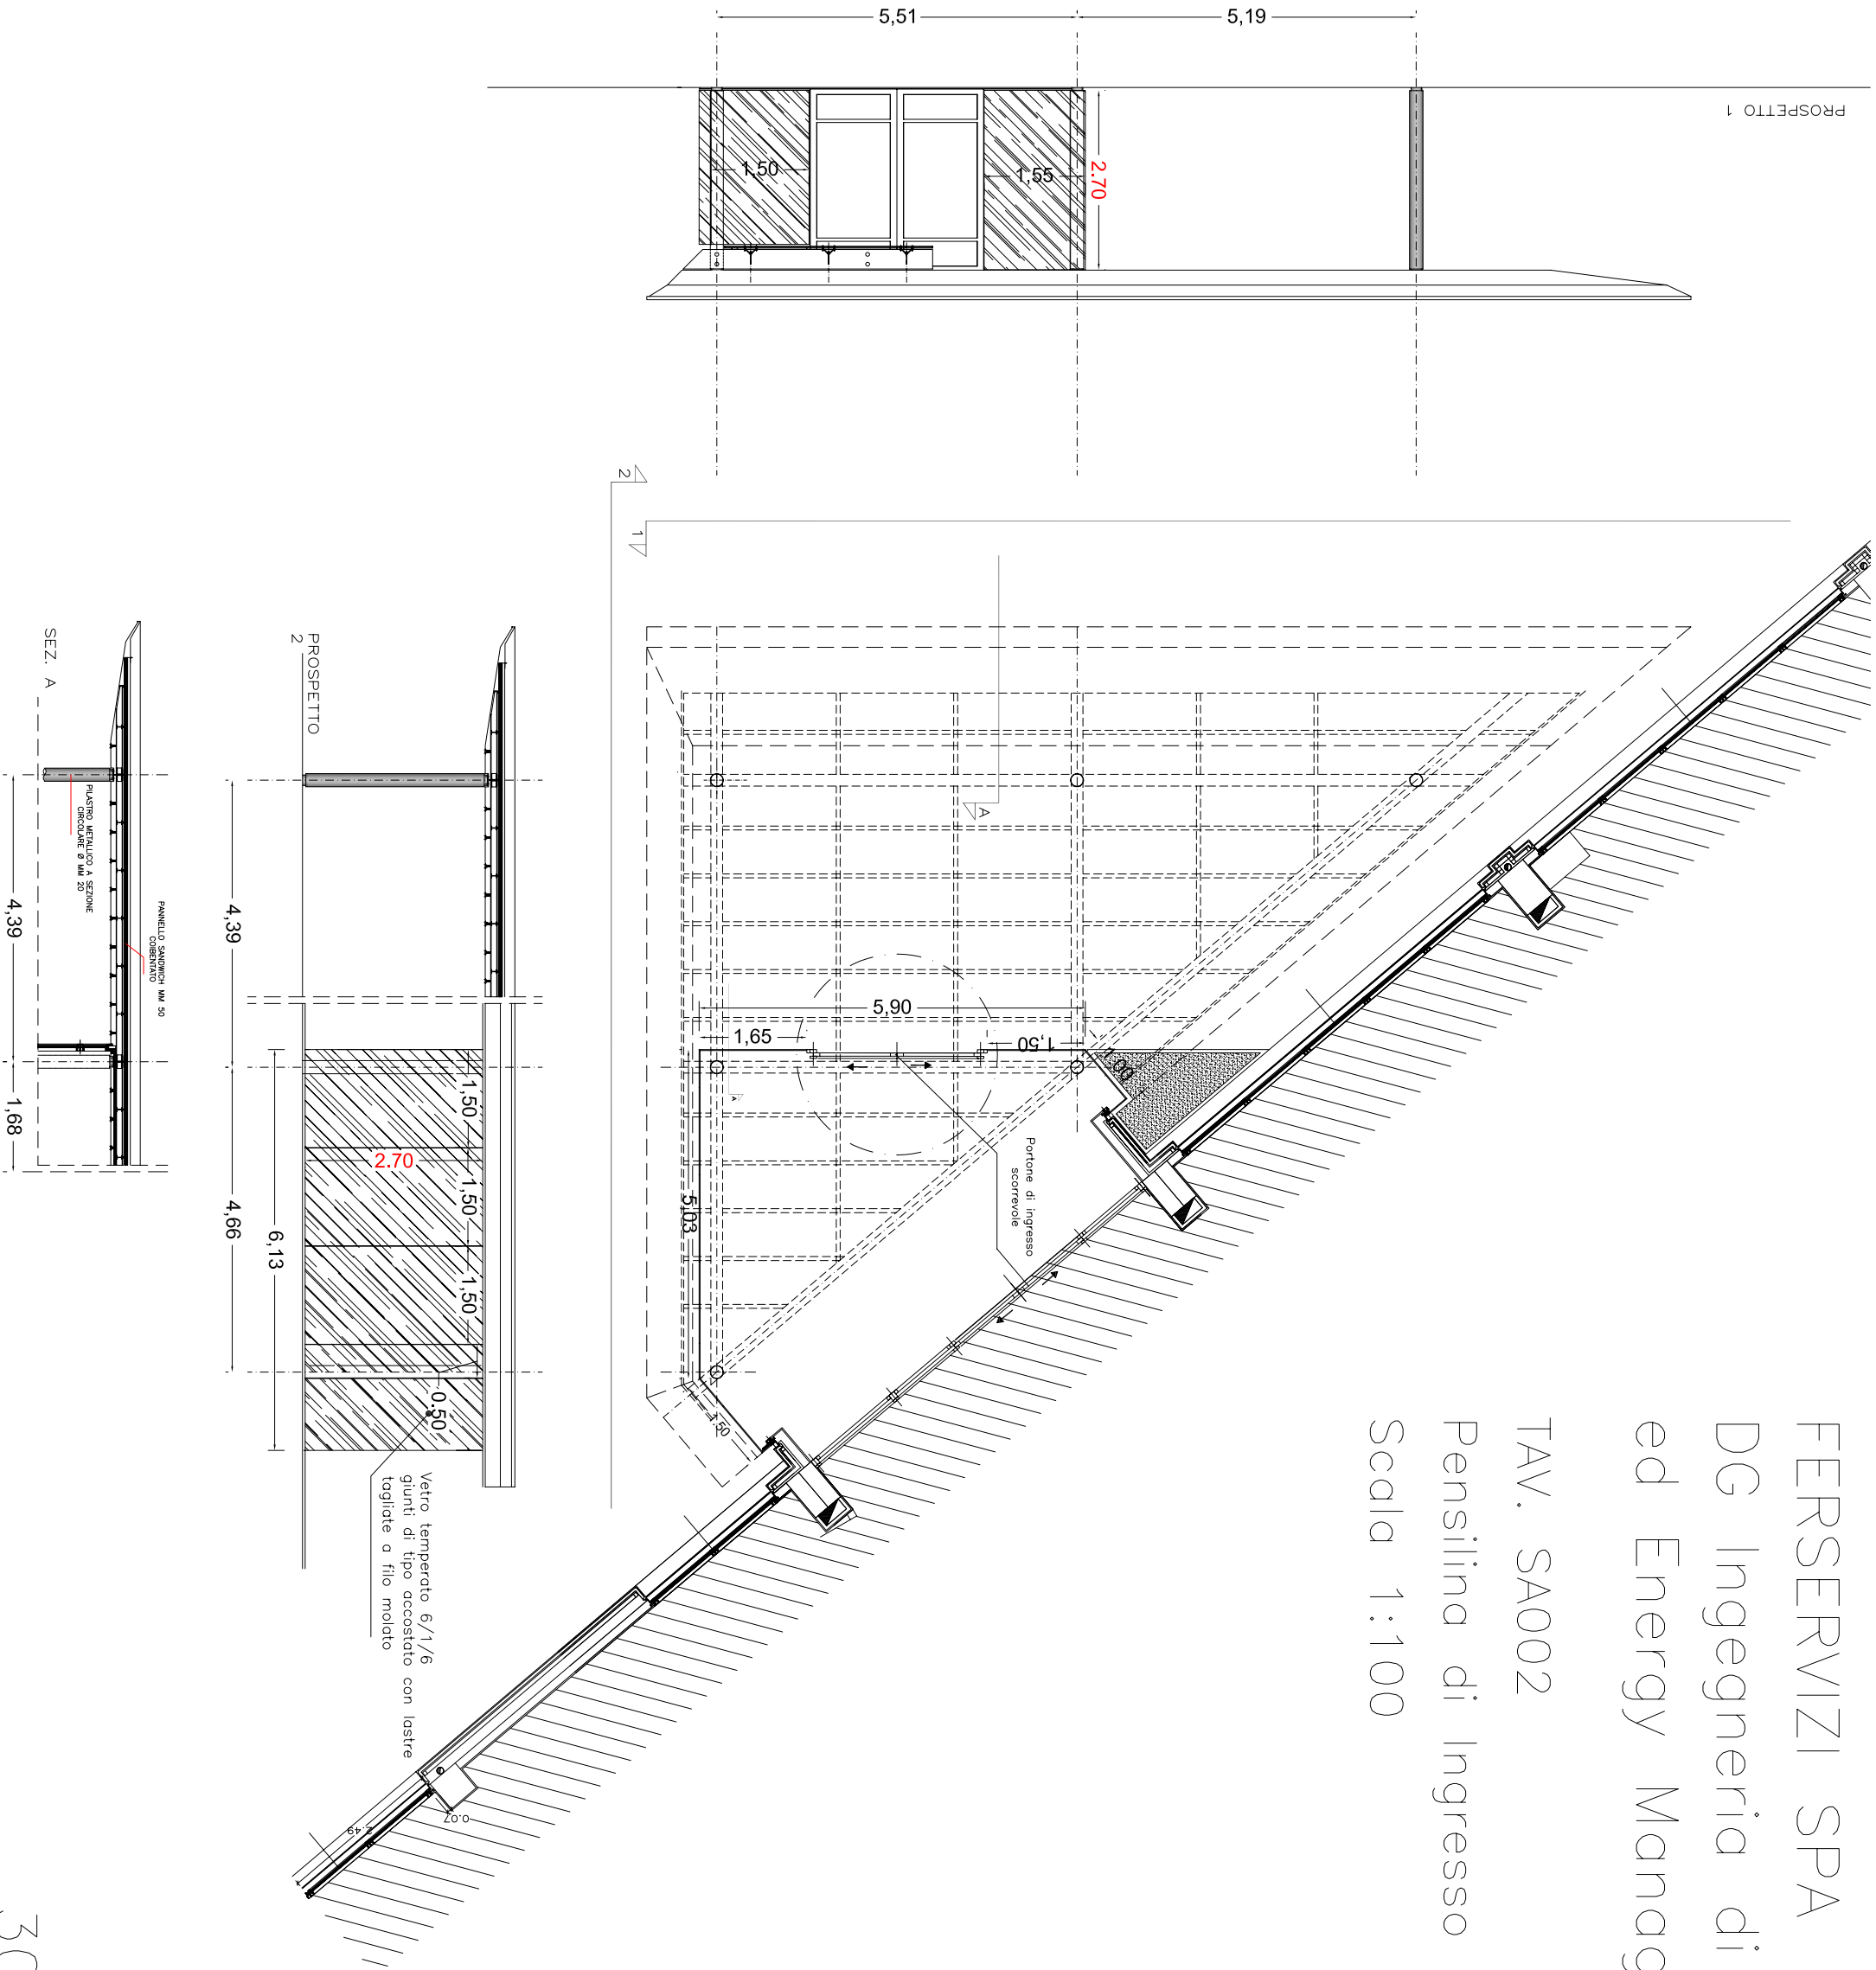 FERSERVIZI SPA
DG Ingegneria di
ed Energy Manag
TAV. SA002
Pensilina di Ingresso
Scala 1:100
5,51
5,19
PROSPETTO 1
1,50
1,55
2.70
2
1
A
5,90
1,65
1,50
1,00
A
Portone di ingresso
scorrevole
5,03
1,50
PROSPETTO
2
4,39
4,66
6,13
1,50
1,50
1,50
2.70
0.50
Vetro temperato 6/1/6
giunti di tipo accostato con lastre
tagliate a filo molato
SEZ. A
PILASTRO METALLICO A SEZIONE
CIRCOLARE Ø MM 20
PANNELLO SANDWICH MM 50
COIBENTATO
4,39
1,68
0.07
2.49